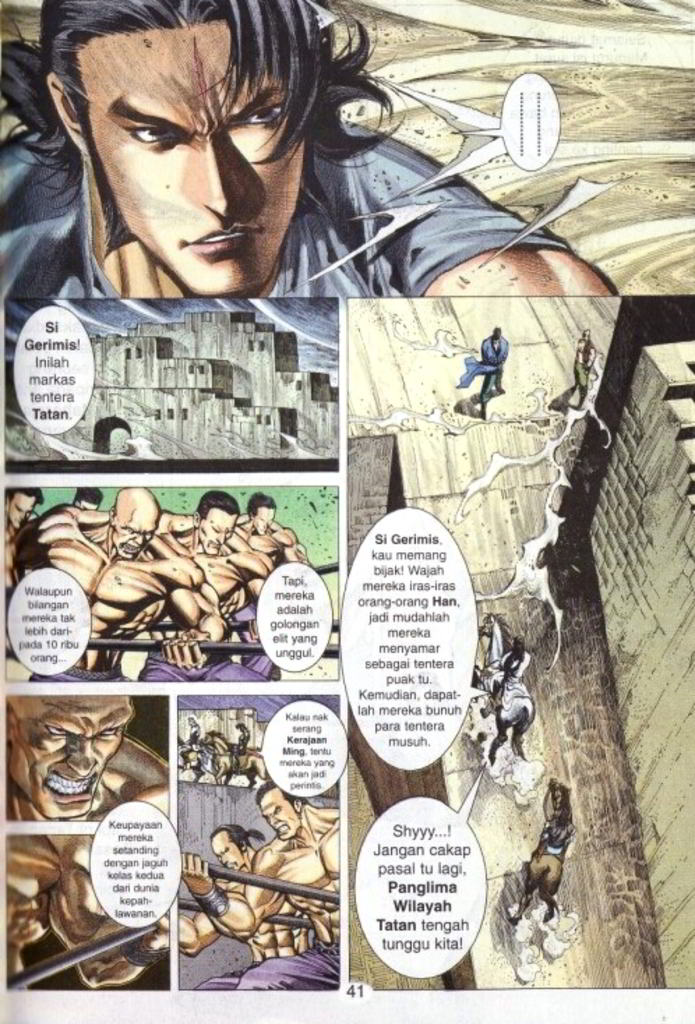 Si
Gerimis!
Inilah
markas
tentera
Tatan.
Walaupun
bilangan
mereka tak
lebih dari-
pada 10 ribu
orang...
Tapi,
mereka
adalah
golongan
elit yang
unggul.
Keupayaan
mereka
setanding
dengan jaguh
kelas kedua
dari dunia
kepah-
lawanan.
Kalau nak
serang
Kerajaan
Ming, tentu
mereka yang
akan jadi
perintis.
Si Gerimis,
kau memang
bijak! Wajah
mereka iras-iras
orang-orang Han,
jadi mudahlah
mereka
menyamar
sebagai tentera
puak tu.
Kemudian, dapat-
lah mereka bunuh
para tentera
musuh.
Shyyy...!
Jangan cakap
pasal tu lagi,
Panglima
Wilayah
Tatan tengah
tunggu kita!
41